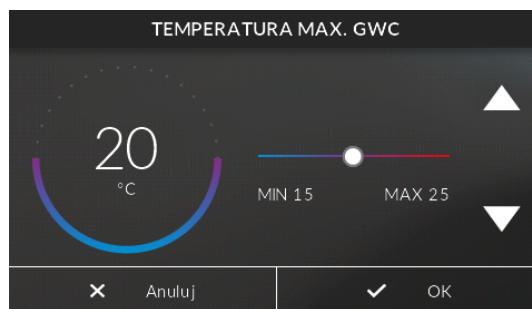 TEMPERATURA MAX. GWC
20
°C
MIN 15 MAX 25
Anuluj OK